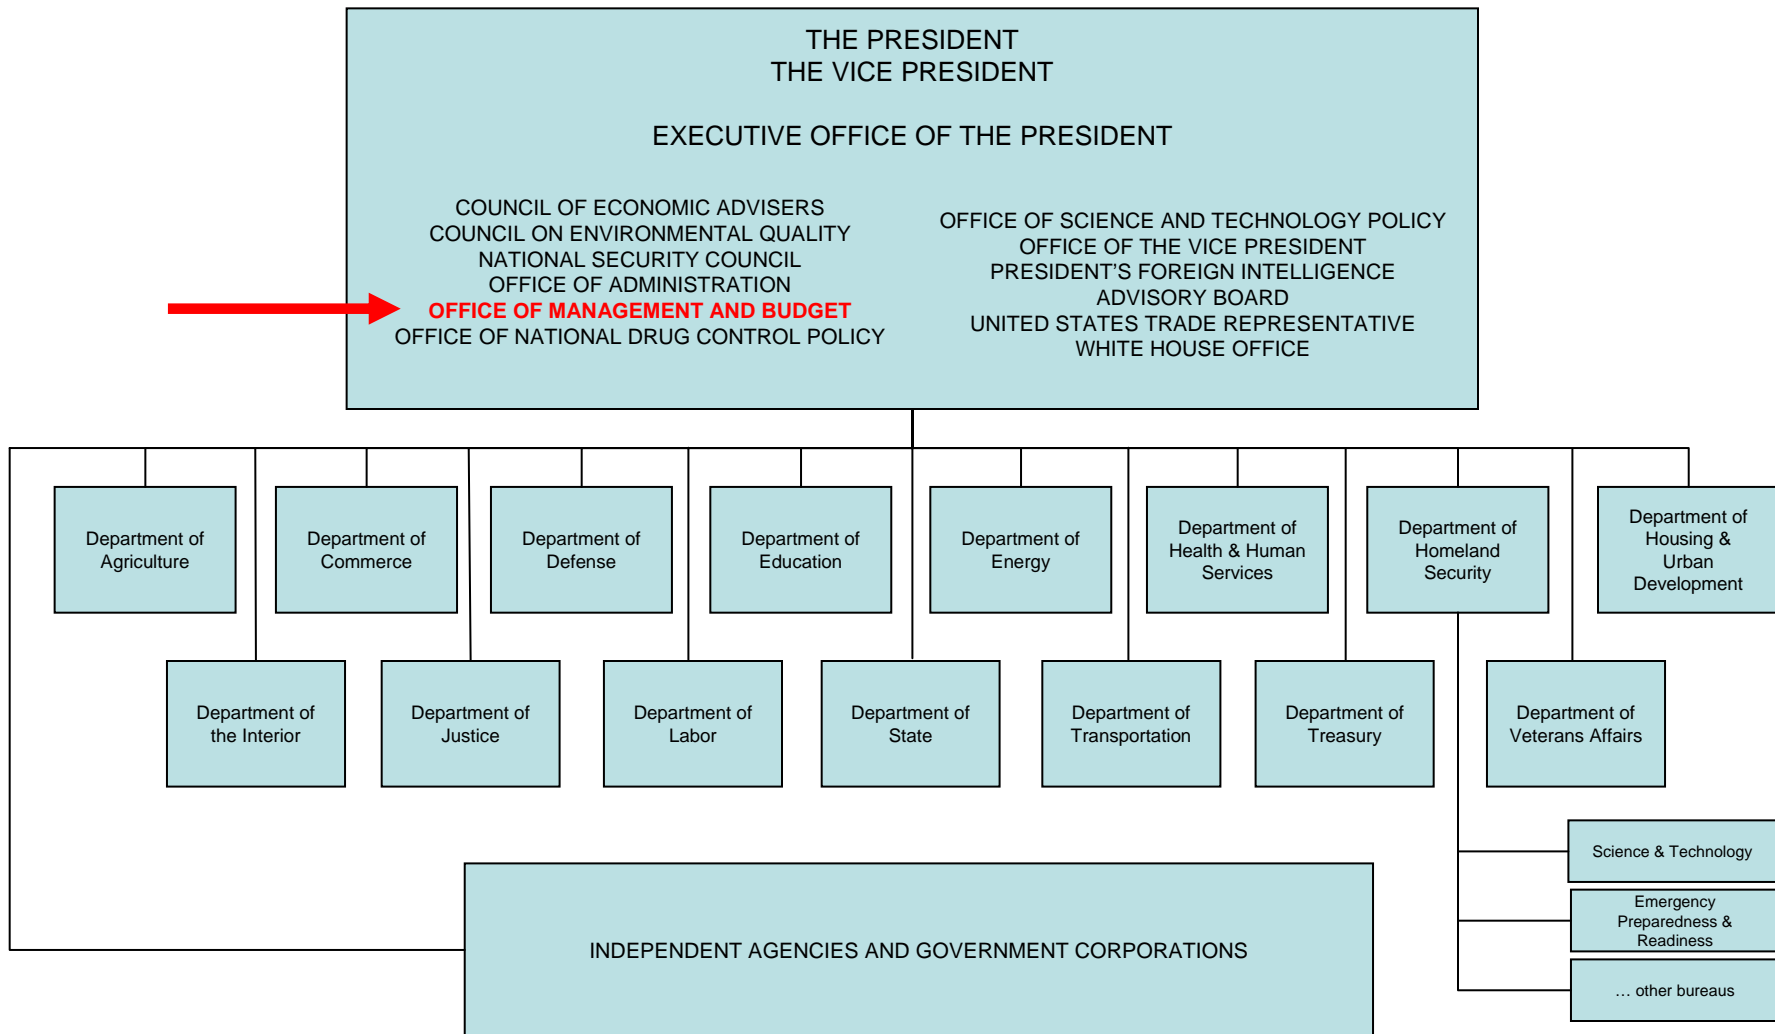 THE PRESIDENT
THE VICE PRESIDENT
EXECUTIVE OFFICE OF THE PRESIDENT
COUNCIL OF ECONOMIC ADVISERS
COUNCIL ON ENVIRONMENTAL QUALITY
NATIONAL SECURITY COUNCIL
OFFICE OF ADMINISTRATION
OFFICE OF MANAGEMENT AND BUDGET
OFFICE OF NATIONAL DRUG CONTROL POLICY
OFFICE OF SCIENCE AND TECHNOLOGY POLICY
OFFICE OF THE VICE PRESIDENT
PRESIDENT’S FOREIGN INTELLIGENCE
ADVISORY BOARD
UNITED STATES TRADE REPRESENTATIVE
WHITE HOUSE OFFICE
Department of
Agriculture
Department of
Commerce
Department of
Defense
Department of
Education
Department of
Energy
Department of
Health & Human
Services
Department of
Homeland
Security
Department of
Housing &
Urban
Development
Department of
the Interior
Department of
Justice
Department of
Labor
Department of
State
Department of
Transportation
Department of
Treasury
Department of
Veterans Affairs
Science & Technology
Emergency
Preparedness &
Readiness
… other bureaus
INDEPENDENT AGENCIES AND GOVERNMENT CORPORATIONS